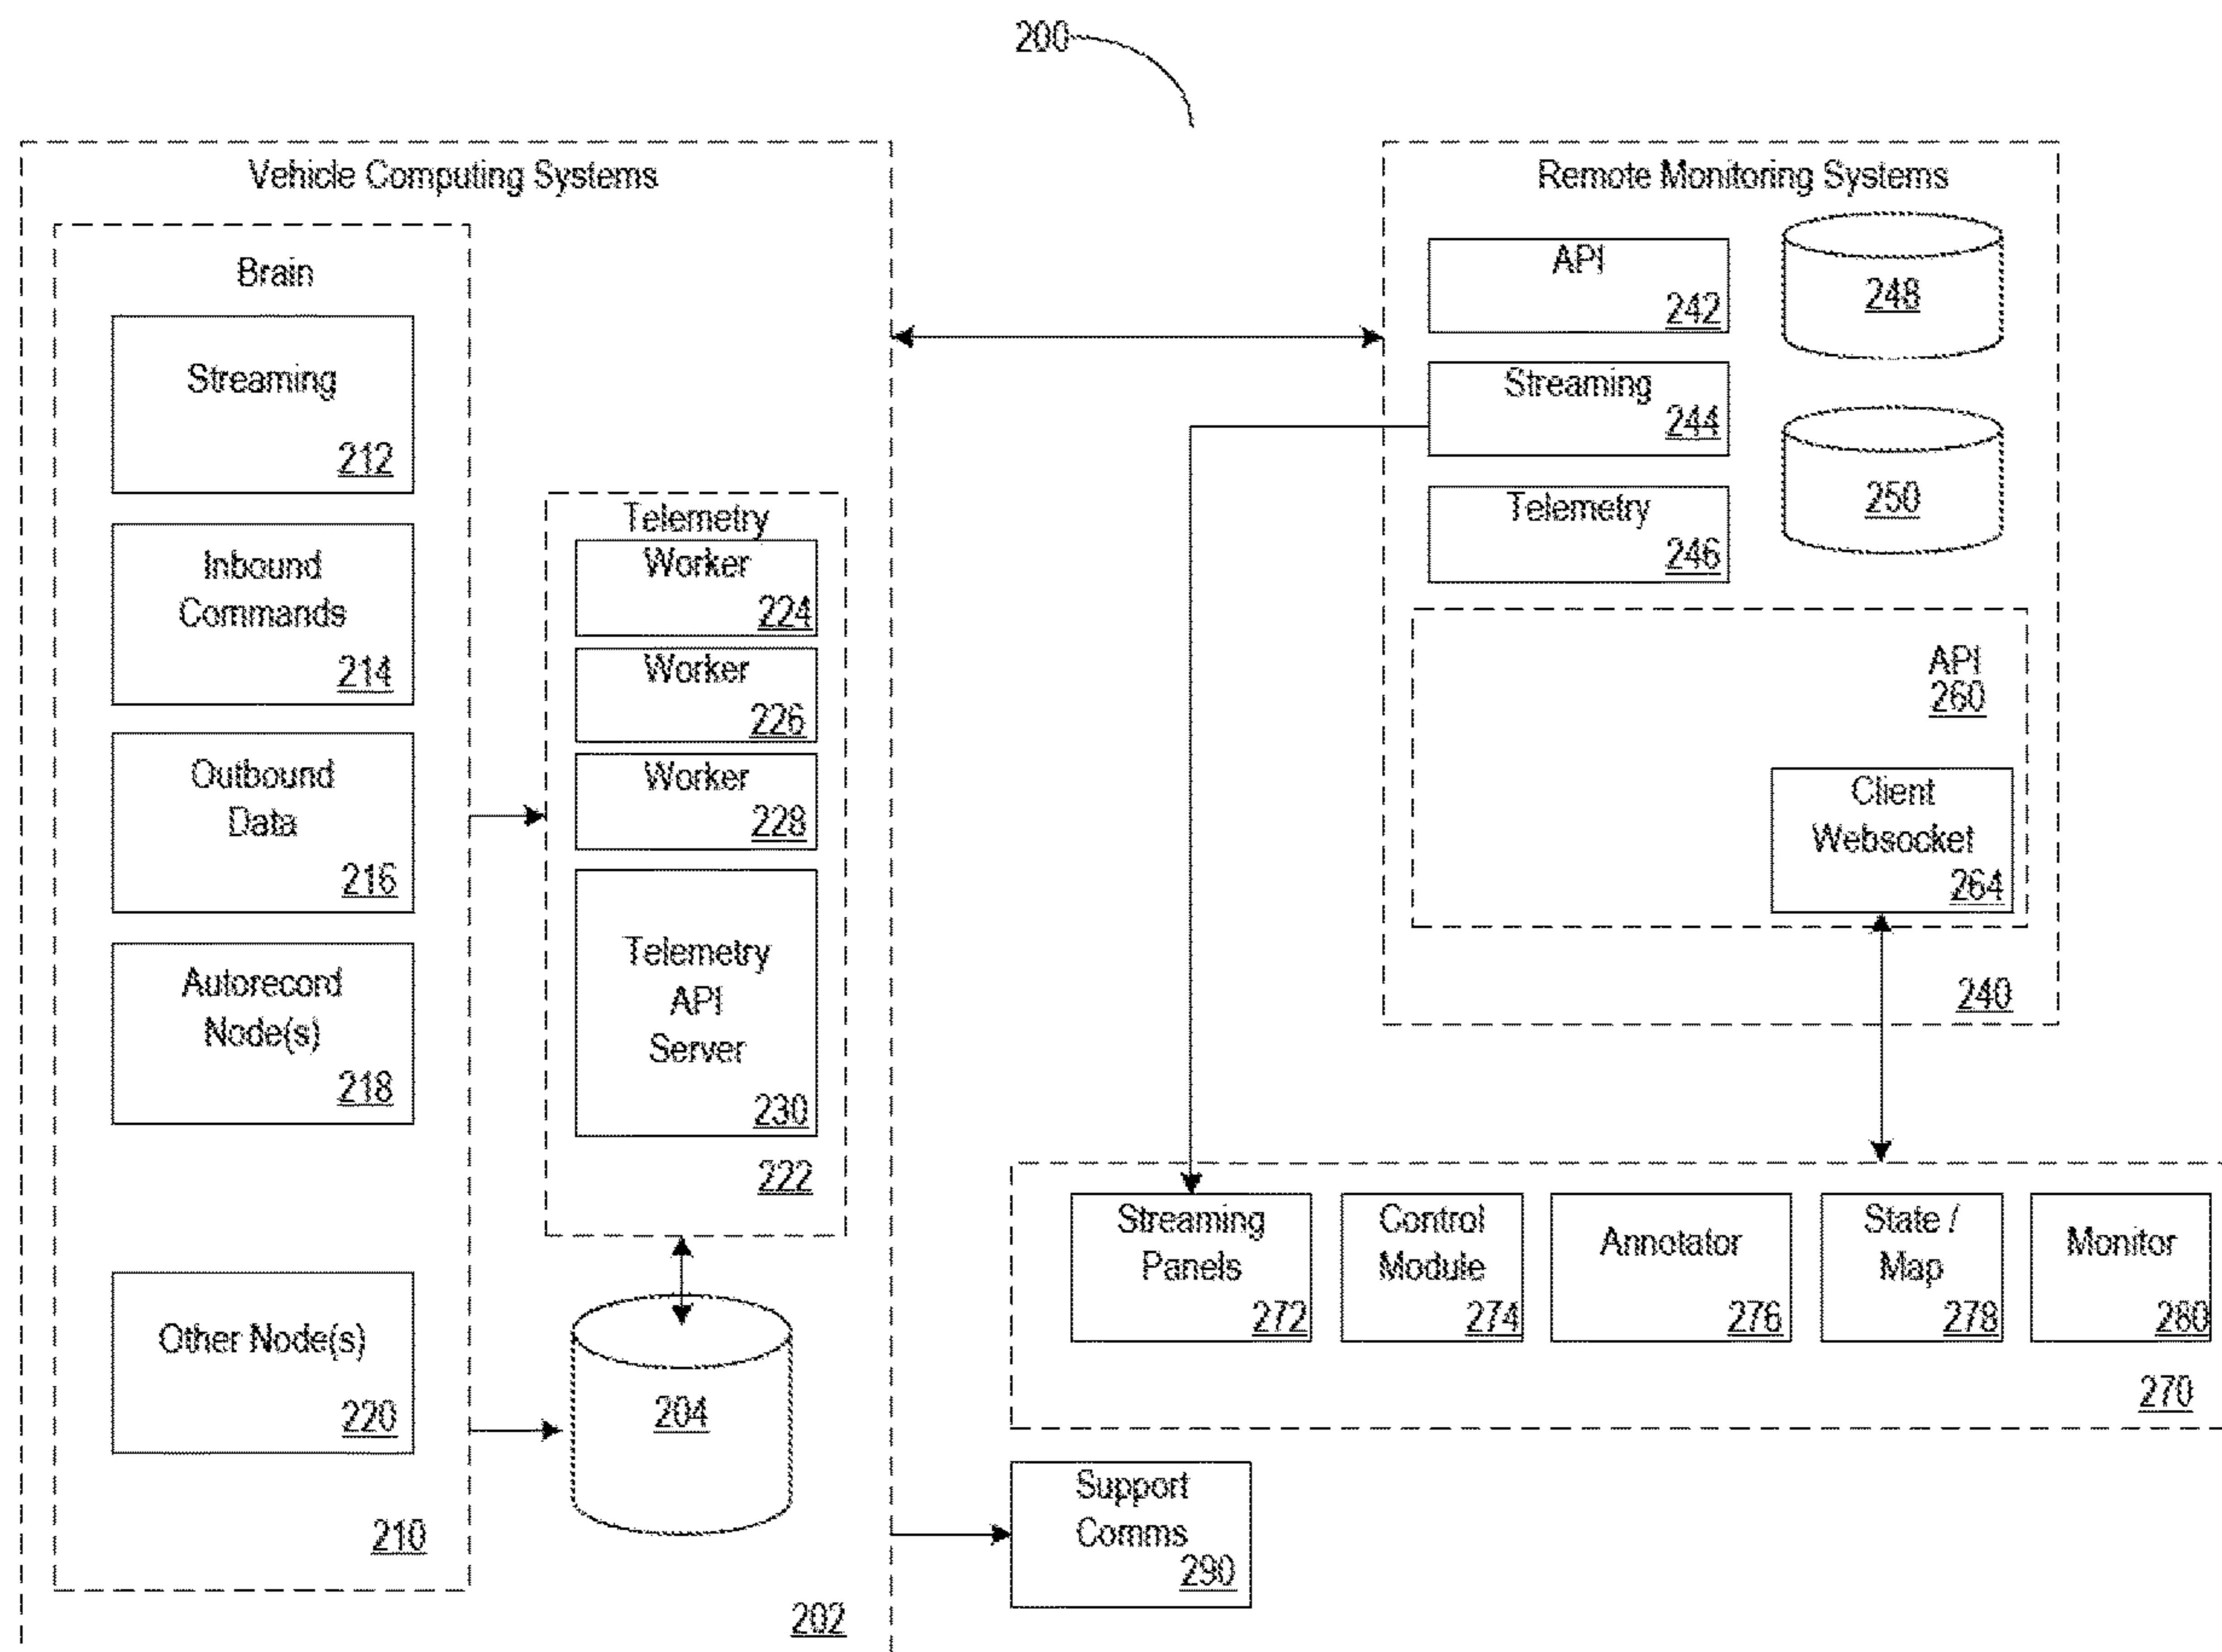 200
Vehicle Computing Systems
Brain
Streaming
212
Inbound
Commands
214
Outbound
Data
216
Autorecord
Node(s)
218
Other Node(s)
220
210
Telemetry
Worker
224
Worker
226
Worker
228
Telemetry
API
Server
230
222
204
202
Remote Monitoring Systems
API
242
Streaming
244
Telemetry
246
248
250
API
260
Client
Websocket
264
240
Streaming
Panels
272
Control
Module
274
Annotator
276
State /
Map
278
Monitor
280
270
Support
Comms
290